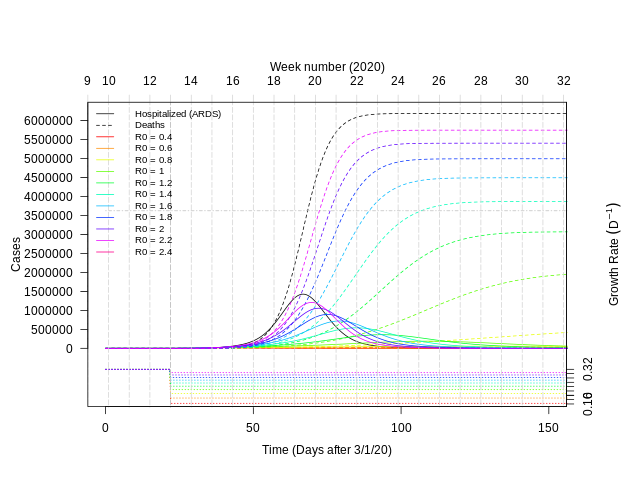 Week number (2020)
9 10 12 14 16 18 20 22 24 26 28 30 32
Hospitalized (ARDS)
Deaths
R0 = 0.4
R0 = 0.6
R0 = 0.8
R0 = 1
R0 = 1.2
R0 = 1.4
R0 = 1.6
R0 = 1.8
R0 = 2
R0 = 2.2
R0 = 2.4
6000000
5500000
5000000
4500000
4000000
3500000
3000000
2500000
2000000
1500000
1000000
500000
0
Cases
Growth Rate (D⁻¹)
0.32
0 50 100 150
Time (Days after 3/1/20)